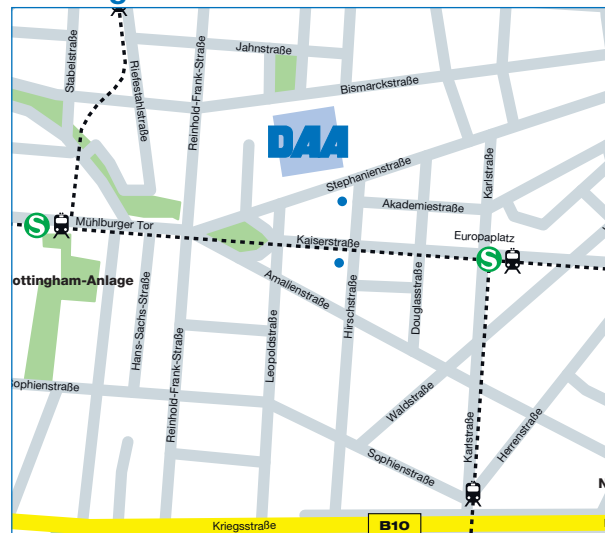 Jahnstraße
Stabelstraße
Riefestahlstraße
Reinhold-Frank-Straße
Bismarckstraße
DAA
Stephanienstraße
Karlstraße
Akademiestraße
S
Mühlburger Tor
Kaiserstraße
Europaplatz
S
ottingham-Anlage
Amalienstraße
Hans-Sachs-Straße
Hirschstraße
Douglasstraße
Leopoldstraße
Reinhold-Frank-Straße
Sophienstraße
Waldstraße
Karlstraße
Herrenstraße
Sophienstraße
N
Kriegsstraße
B10